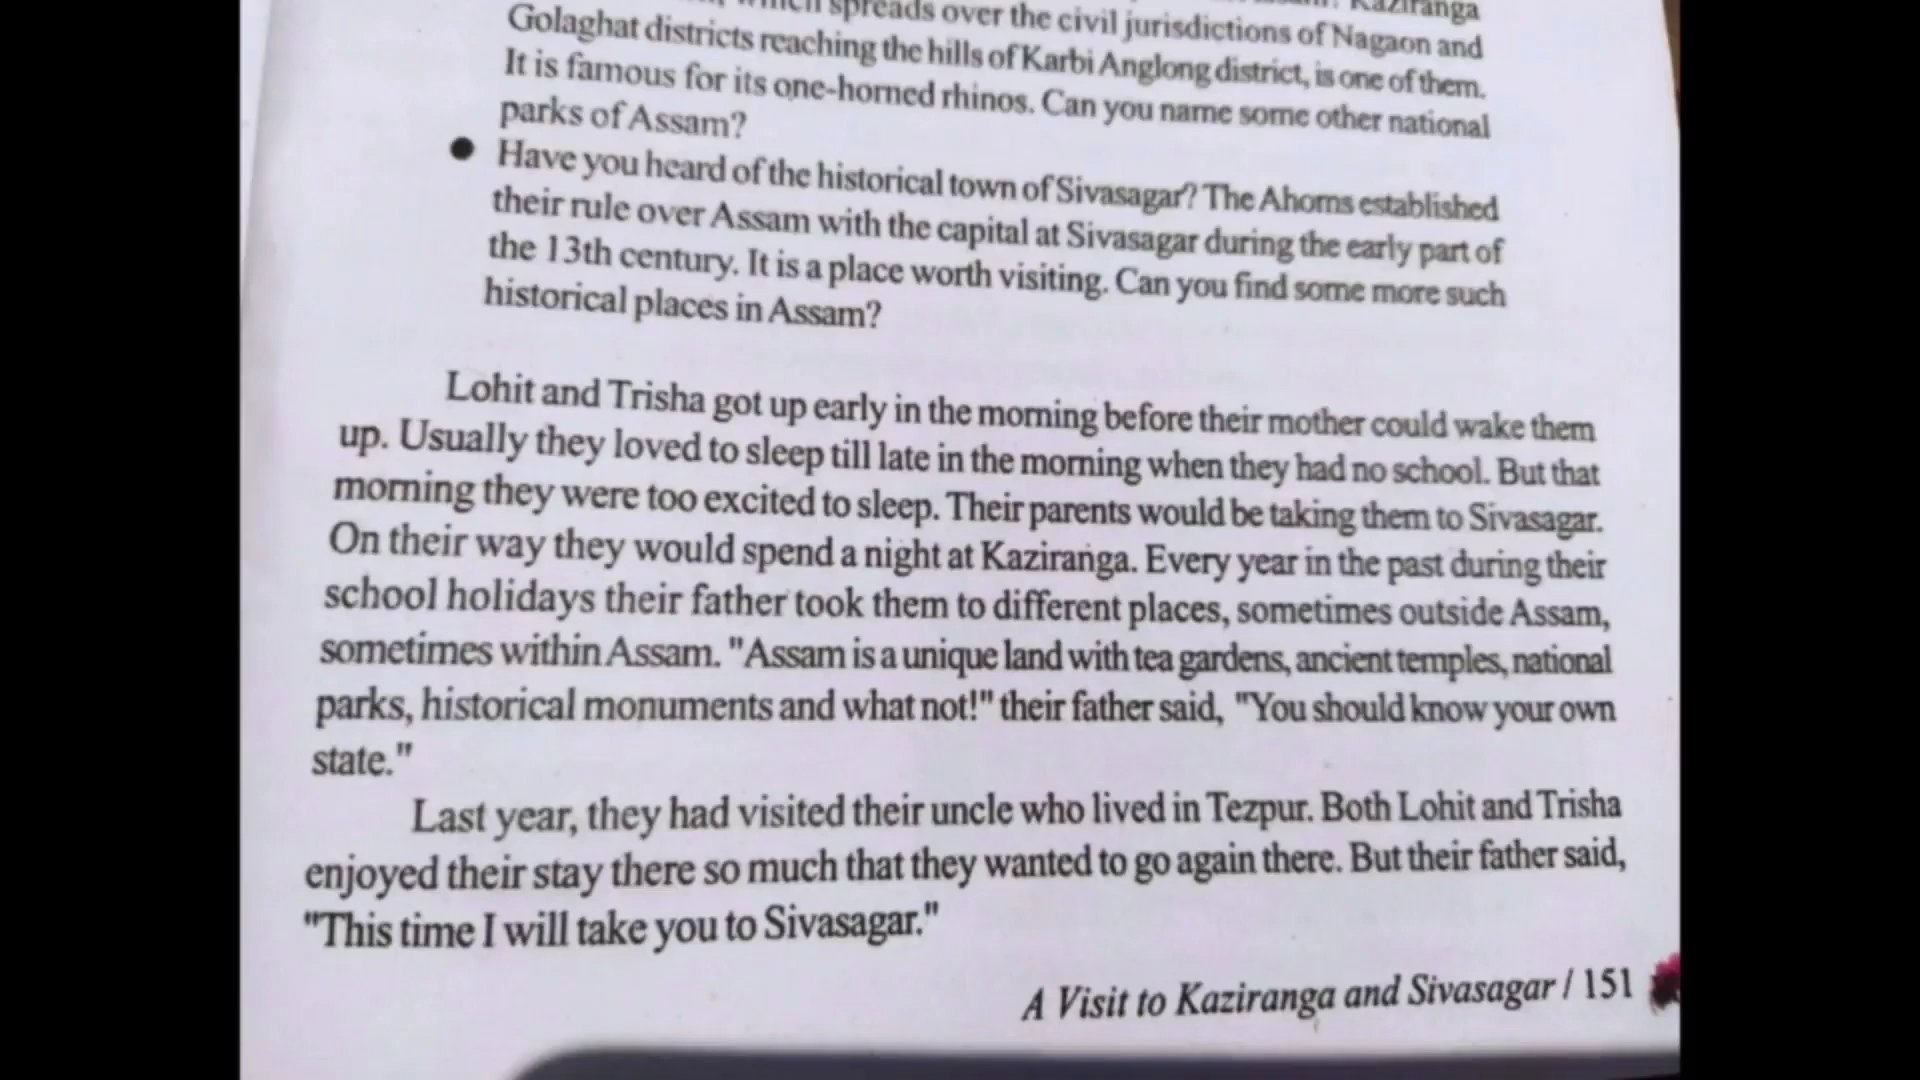 spreads over the civil jurisdictions of Nagaon and
Kaziranga
Golaghat districts reaching the hills of Karbi Anglong district, is one of them.
It is famous for its one-horned rhinos. Can you name some other national
parks of Assam?
● Have you heard of the historical town of Sivasagar? The Ahoms established
their rule over Assam with the capital at Sivasagar during the early part of
the 13th century. It is a place worth visiting. Can you find some more such
historical places in Assam?
Lohit and Trisha got up early in the morning before their mother could wake them
up. Usually they loved to sleep till late in the morning when they had no school. But that
morning they were too excited to sleep. Their parents would be taking them to Sivasagar.
On their way they would spend a night at Kaziranga. Every year in the past during their
school holidays their father took them to different places, sometimes outside Assam,
sometimes within Assam. "Assam is a unique land with tea gardens, ancient temples, national
parks, historical monuments and what not!" their father said, "You should know your own
state."
Last year, they had visited their uncle who lived in Tezpur. Both Lohit and Trisha
enjoyed their stay there so much that they wanted to go again there. But their father said,
"This time I will take you to Sivasagar."
A Visit to Kaziranga and Sivasagar / 151